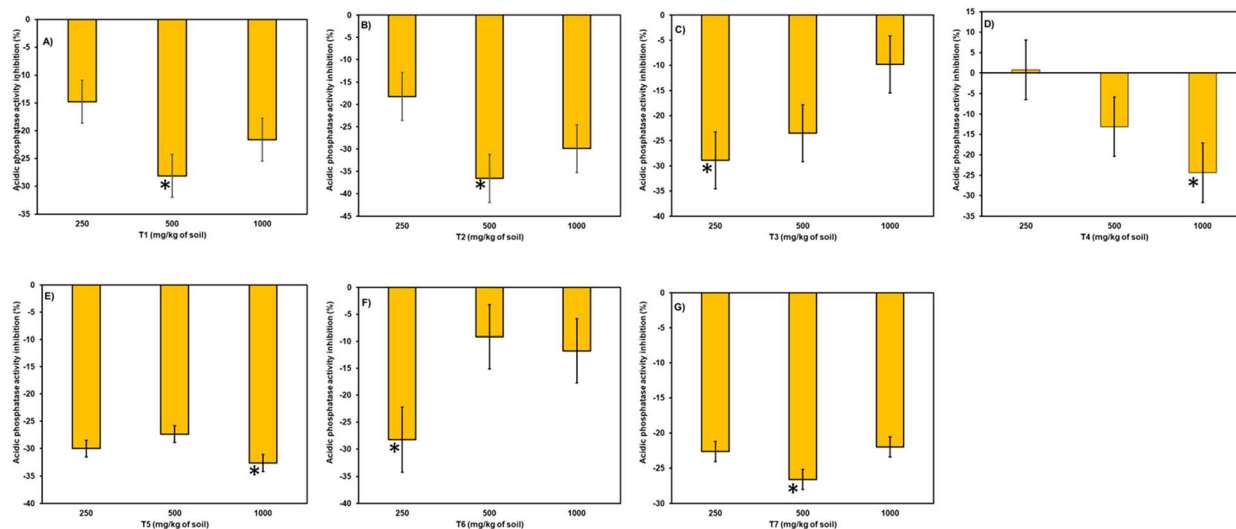 A)
Acidic phosphatase activity inhibition (%)
0
-5
-10
-15
-20
-25
-30
-35
*
250 500 1000
T1 (mg/kg of soil)
B)
Acidic phosphatase activity inhibition (%)
0
-5
-10
-15
-20
-25
-30
-35
-40
-45
*
250 500 1000
T2 (mg/kg of soil)
C)
Acidic phosphatase activity inhibition (%)
0
-5
-10
-15
-20
-25
-30
-35
-40
*
250 500 1000
T3 (mg/kg of soil)
D)
Acidic phosphatase activity inhibition (%)
15
10
5
0
-5
-10
-15
-20
-25
-30
-35
*
250 500 1000
T4 (mg/kg of soil)
E)
Acidic phosphatase activity inhibition (%)
0
-5
-10
-15
-20
-25
-30
-35
-40
*
250 500 1000
T5 (mg/kg of soil)
F)
Acidic phosphatase activity inhibition (%)
0
-5
-10
-15
-20
-25
-30
-35
-40
*
250 500 1000
T6 (mg/kg of soil)
G)
Acidic phosphatase activity inhibition (%)
0
-5
-10
-15
-20
-25
-30
*
250 500 1000
T7 (mg/kg of soil)